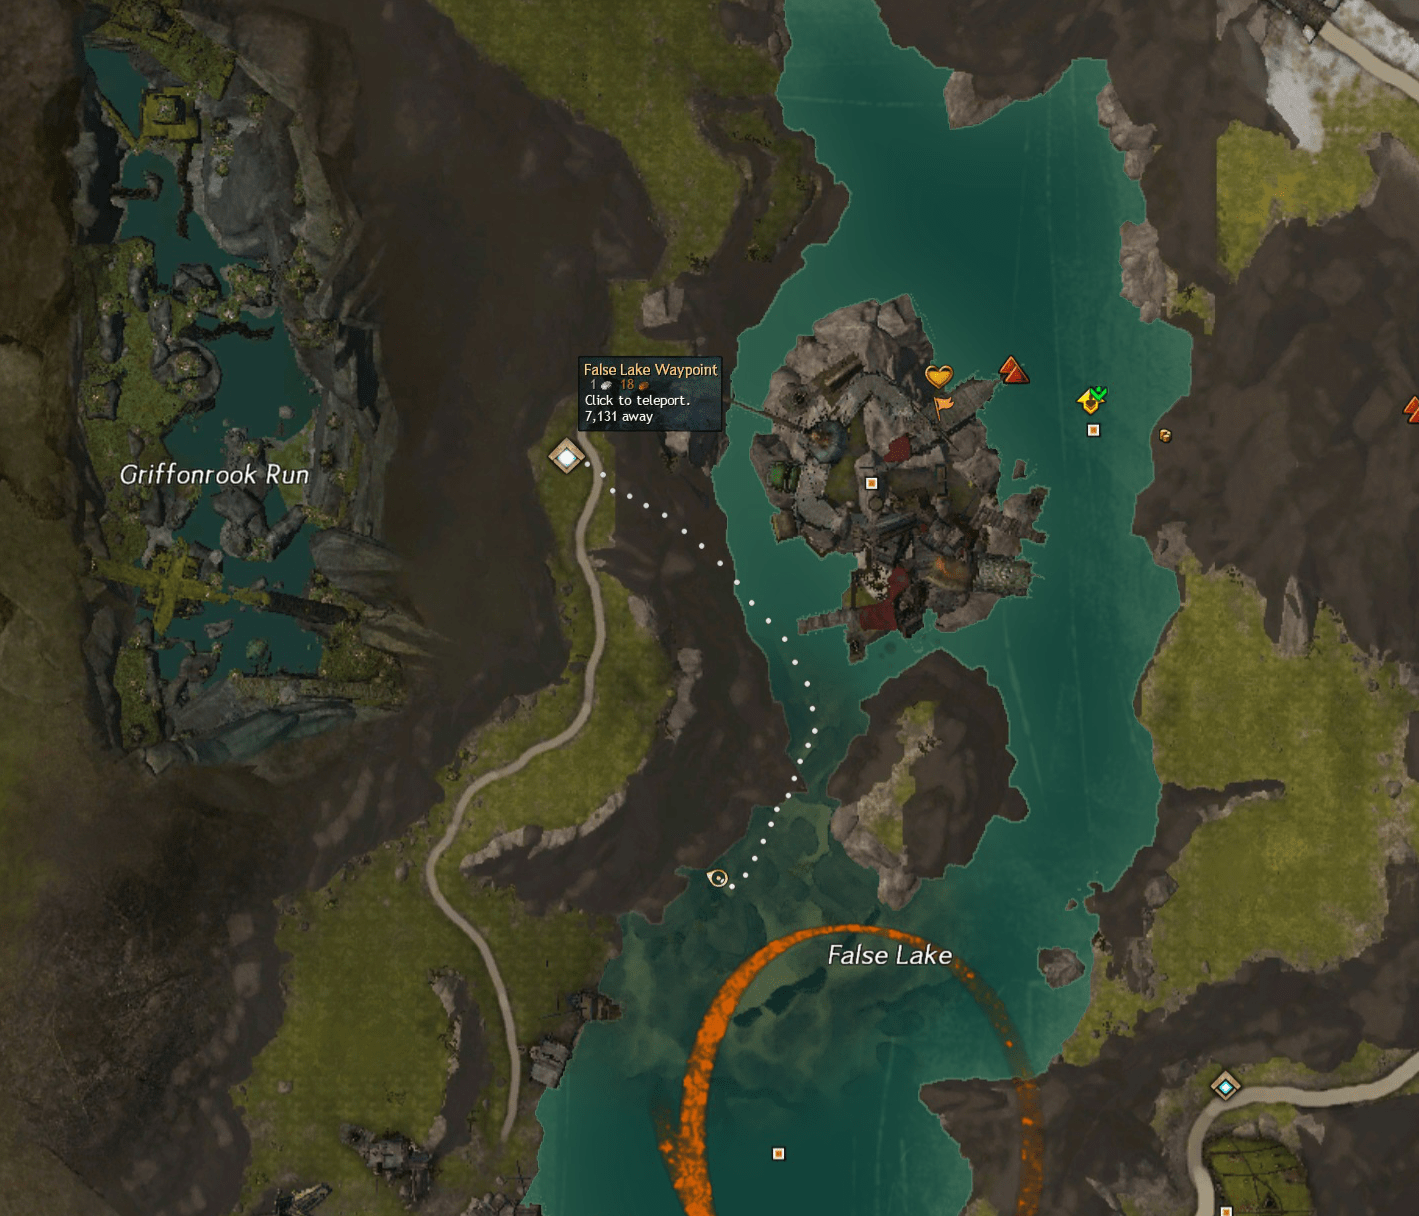 False Lake Waypoint
1 18
Click to teleport.
7,131 away
Griffonrook Run
False Lake